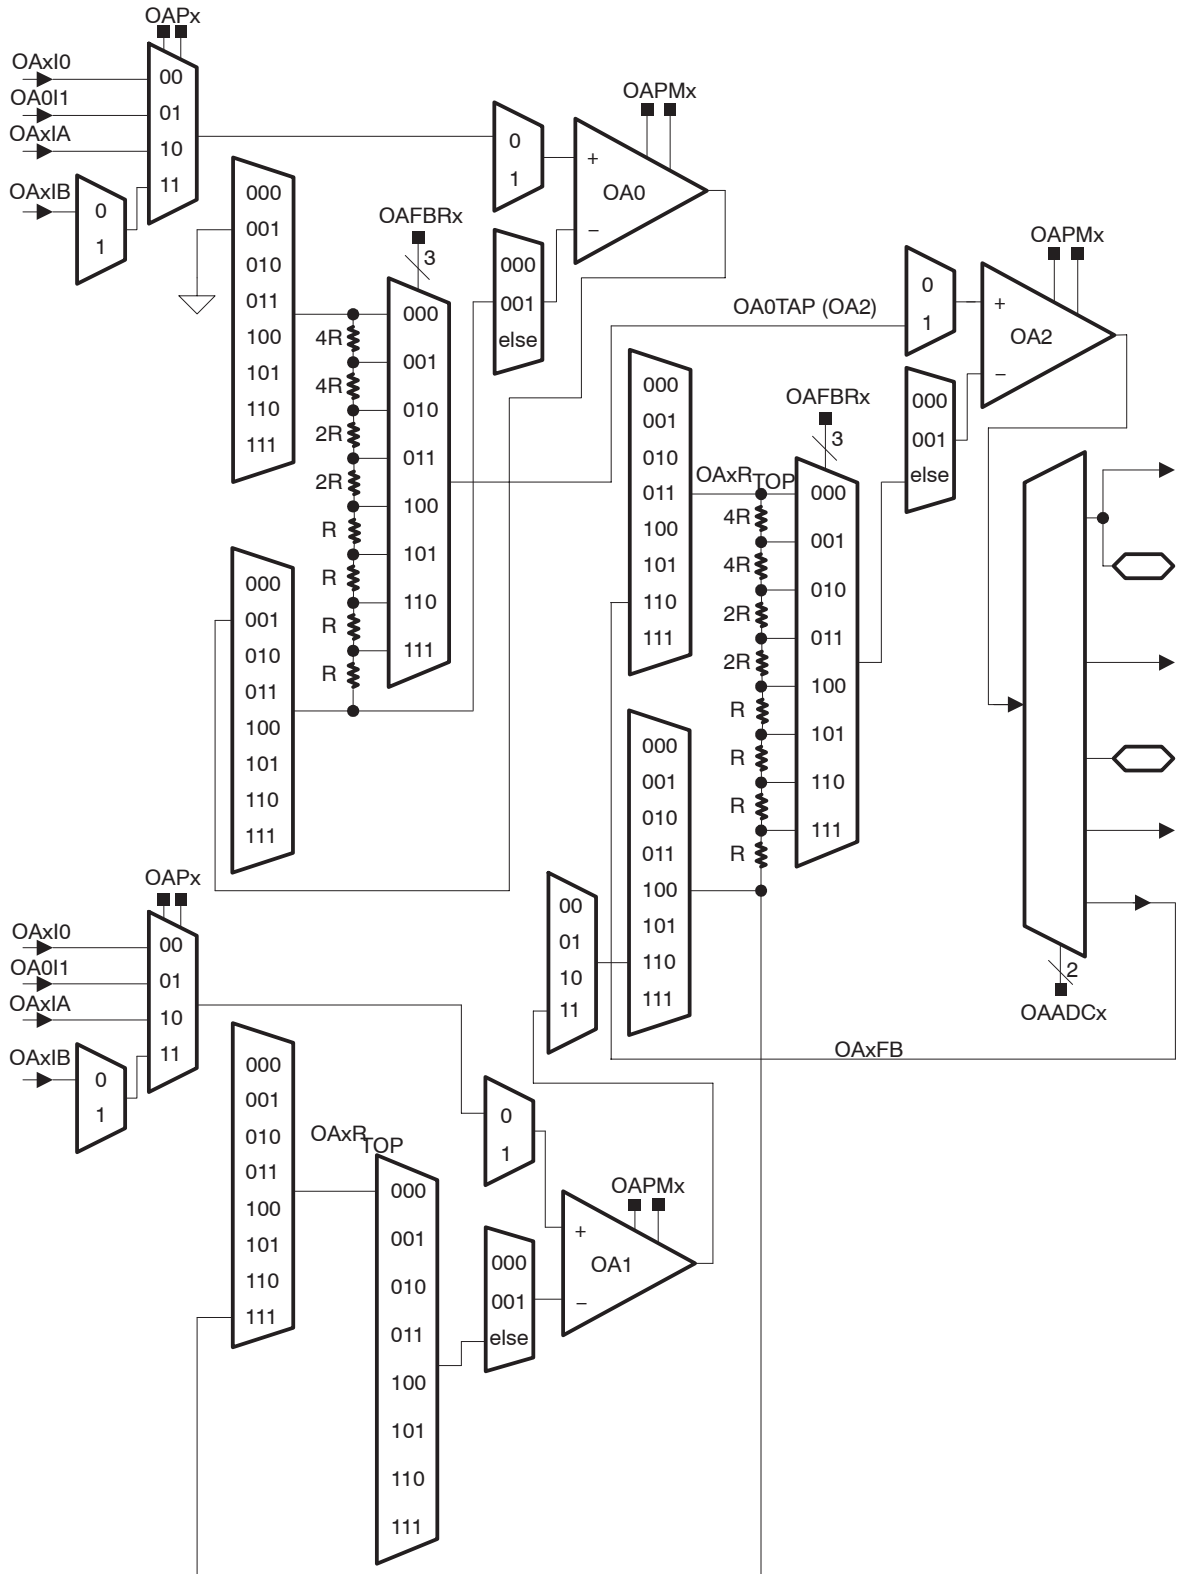 OAPx
OAxI0
OA0I1
OAxIA
OAxIB
00
01
10
11
0
1
000
001
010
011
100
101
110
111
OAFBRx
3
4R
4R
2R
2R
R
R
R
R
000
001
010
011
100
101
110
111
0
1
000
001
else
OAPMx
+
OA0
−
OA0TAP (OA2)
0
1
000
001
else
OAPMx
+
OA2
−
000
001
010
011
100
101
110
111
000
001
010
011
100
101
110
111
OAxRTOP
OAFBRx
3
4R
4R
2R
2R
R
R
R
R
000
001
010
011
100
101
110
111
000
001
010
011
100
101
110
111
00
01
10
11
2
OAADCx
OAxFB
OAPx
OAxI0
OA0I1
OAxIA
OAxIB
00
01
10
11
0
1
000
001
010
011
100
101
110
111
OAxRTOP
000
001
010
011
100
101
110
111
0
1
000
001
else
OAPMx
+
OA1
−